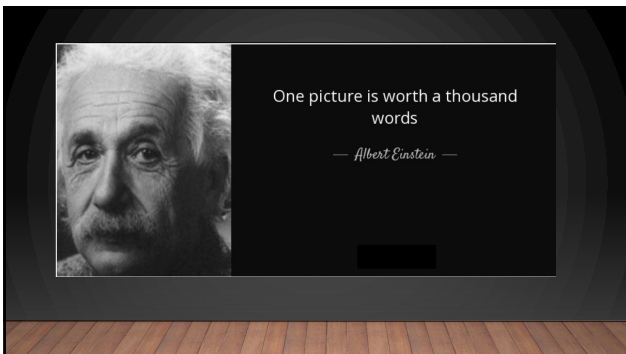 One picture is worth a thousand
words
— Albert Einstein —